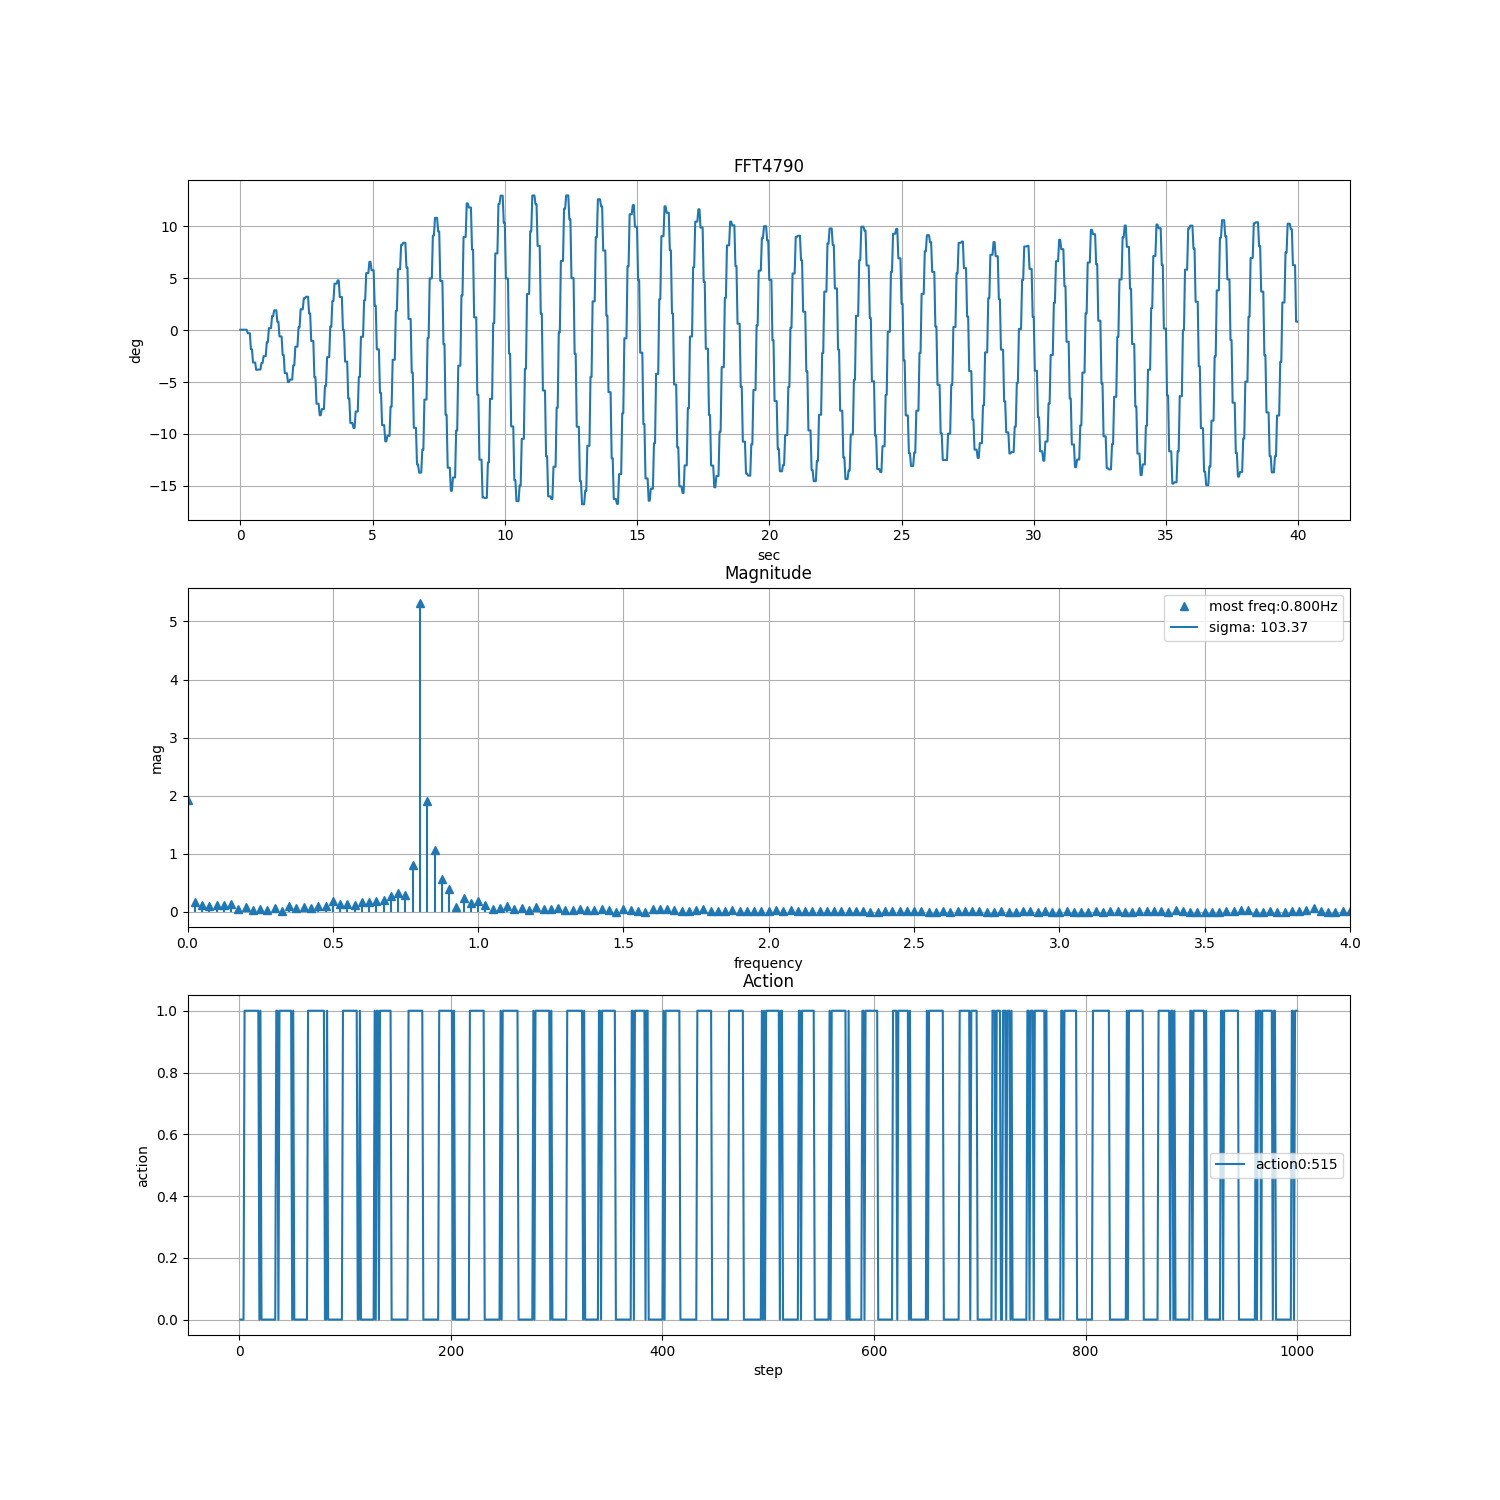 FFT4790
10
5
0
−5
−10
−15
deg
0 5 10 15 20 25 30 35 40
sec
Magnitude
most freq:0.800Hz
sigma: 103.37
5
4
3
2
1
0
mag
0.0 0.5 1.0 1.5 2.0 2.5 3.0 3.5 4.0
frequency
Action
1.0
0.8
0.6
0.4
0.2
0.0
action
action0:515
0 200 400 600 800 1000
step